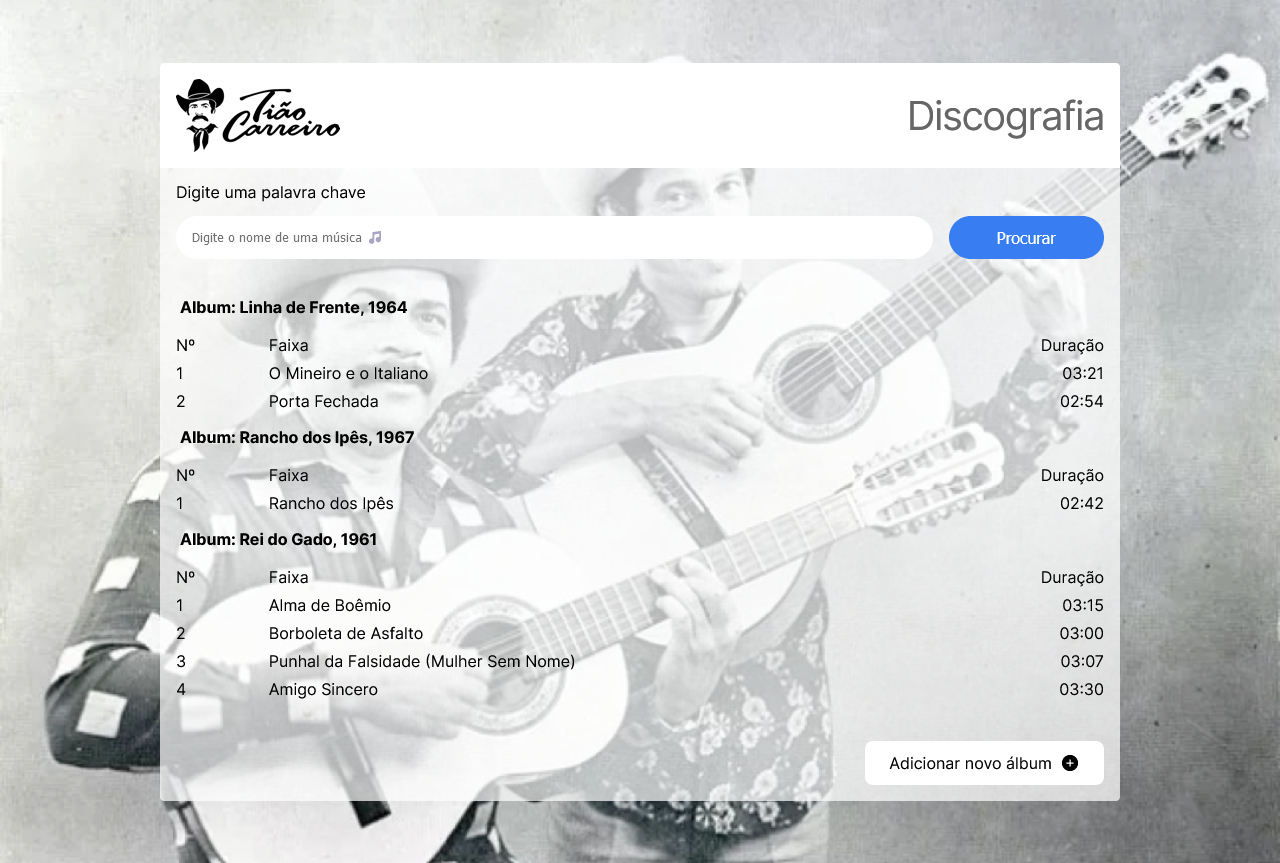 Tião
Carreiro
Discografia
Digite uma palavra chave
Digite o nome de uma música 🎵
Procurar
Album: Linha de Frente, 1964
Nº Faixa Duração
1 O Mineiro e o Italiano 03:21
2 Porta Fechada 02:54
Album: Rancho dos Ipês, 1967
Nº Faixa Duração
1 Rancho dos Ipês 02:42
Album: Rei do Gado, 1961
Nº Faixa Duração
1 Alma de Boêmio 03:15
2 Borboleta de Asfalto 03:00
3 Punhal da Falsidade (Mulher Sem Nome) 03:07
4 Amigo Sincero 03:30
Adicionar novo álbum